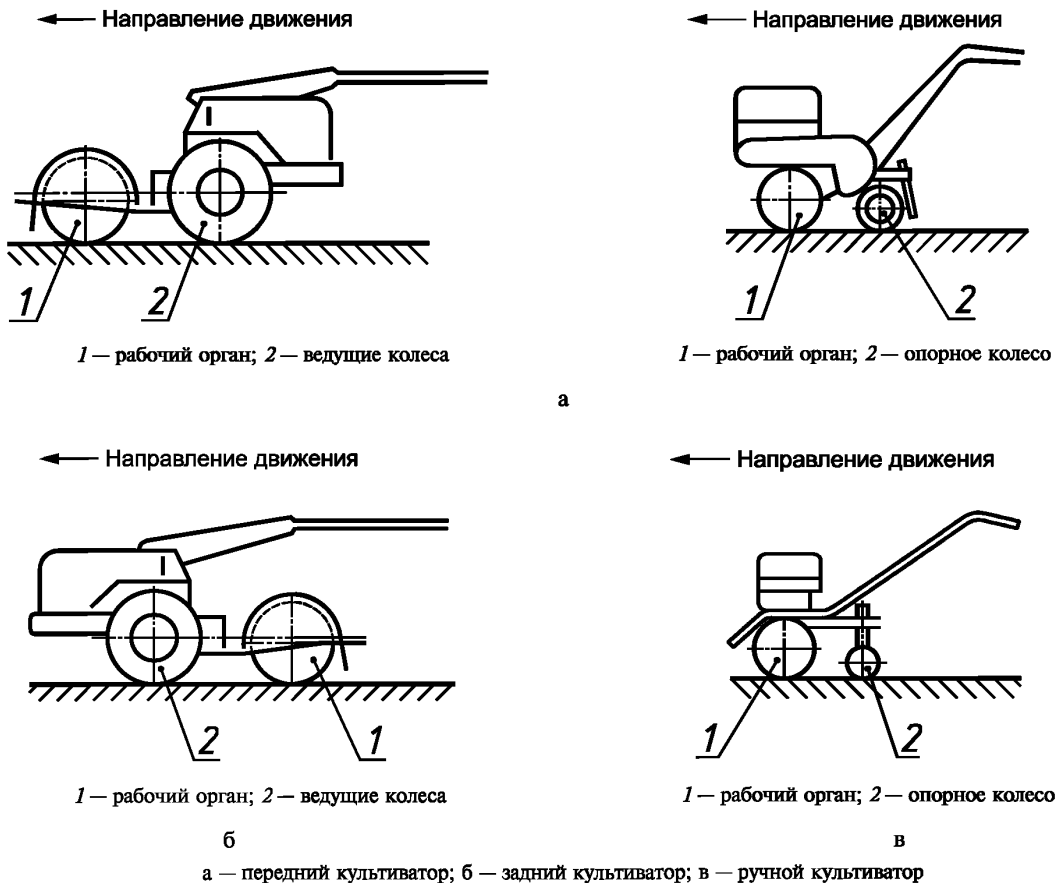 Направление движения
Направление движения
1
2
1
2
1 — рабочий орган; 2 — ведущие колеса
1 — рабочий орган; 2 — опорное колесо
а
Направление движения
Направление движения
2
1
1
2
1 — рабочий орган; 2 — ведущие колеса
1 — рабочий орган; 2 — опорное колесо
б
в
а — передний культиватор; б — задний культиватор; в — ручной культиватор